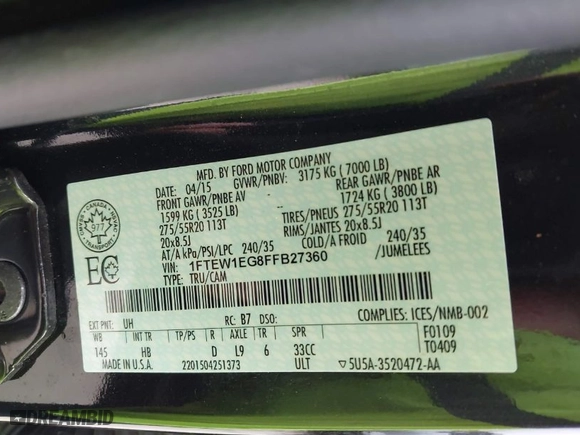 MFD. BY FORD MOTOR COMPANY
DATE: 04/15 GVWR/PNBV: 3175 KG ( 7000 LB)
FRONT GAWR/PNBE AV REAR GAWR/PNBE AR
1599 KG ( 3525 LB) 1724 KG ( 3800 LB)
275/55R20 113T TIRES/PNEUS 275/55R20 113T
20x8.5J RIMS/JANTES 20x8.5J
AT/A kPa/PSI/LPC 240/35 COLD/A FROID 240/35
VIN: 1FTEW1EG8FFB27360 /JUMELEES
TYPE: TRU/CAM
CANADA
977
TRANSPORT
EC
EXT PNT: UH RC: B7 DSO: COMPLIES: ICES/NMB-002
WB INT TR TP/PS R AXLE TR SPR F0109
145 HB D L9 6 33CC T0409
MADE IN U.S.A. 2201504251373 ULT 5U5A-3520472-AA
DREAMBID